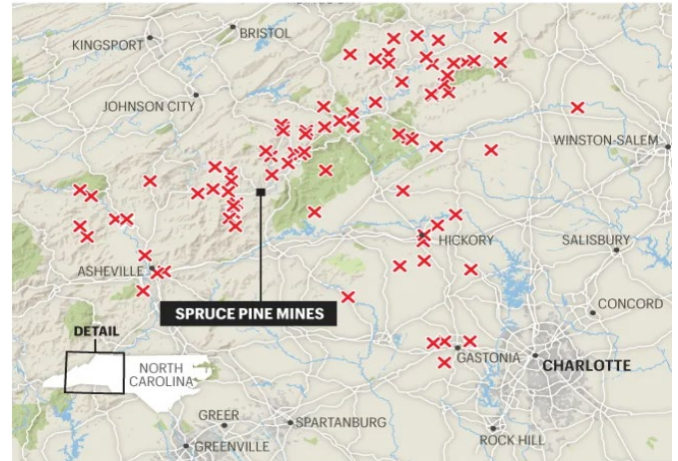 BRISTOL
KINGSPORT
JOHNSON CITY
WINSTON-SALEM
HICKORY
SALISBURY
ASHEVILLE
SPRUCE PINE MINES
CONCORD
DETAIL
NORTH
CAROLINA
GASTONIA
CHARLOTTE
GREER
SPARTANBURG
ROCK HILL
GREENVILLE